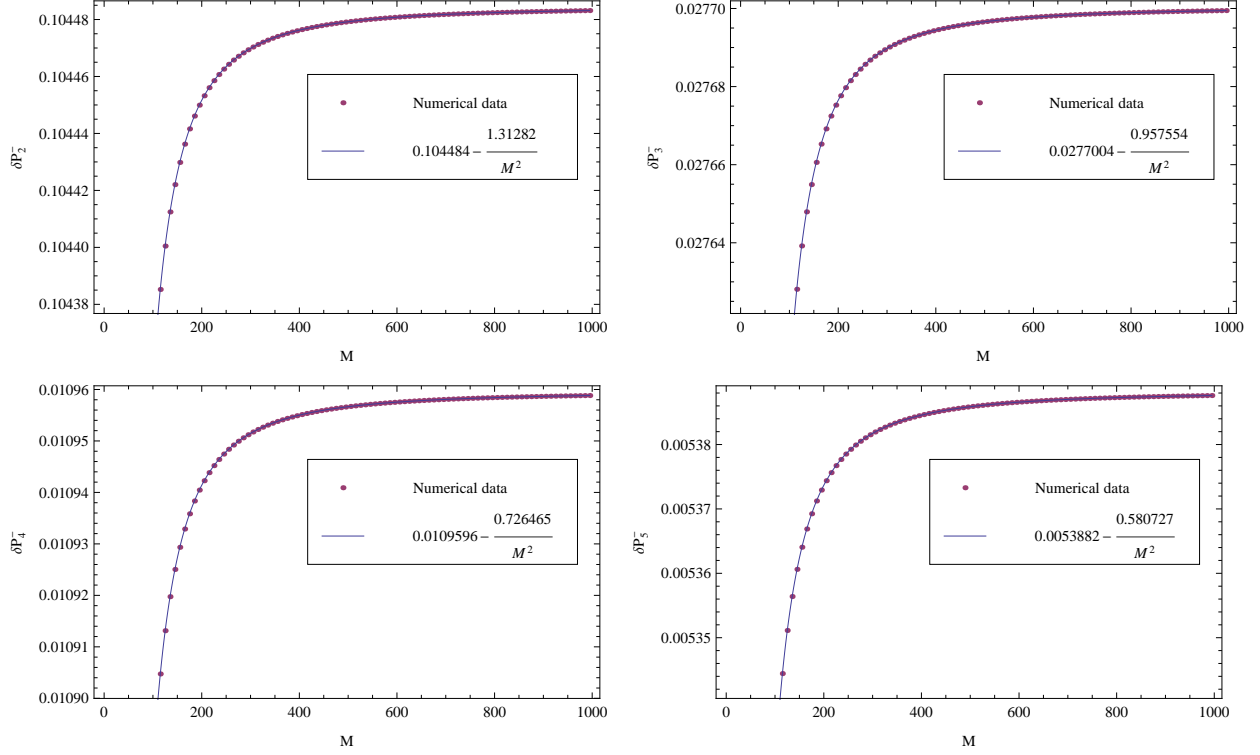 0.10448
0.10446
0.10444
0.10442
0.10440
0.10438
δP₂⁻
Numerical data
0.104484 − 1.31282 / M²
0 200 400 600 800 1000
M
0.02770
0.02768
0.02766
0.02764
δP₃⁻
Numerical data
0.0277004 − 0.957554 / M²
0 200 400 600 800 1000
M
0.01096
0.01095
0.01094
0.01093
0.01092
0.01091
0.01090
δP₄⁻
Numerical data
0.0109596 − 0.726465 / M²
0 200 400 600 800 1000
M
0.00538
0.00537
0.00536
0.00535
δP₅⁻
Numerical data
0.0053882 − 0.580727 / M²
0 200 400 600 800 1000
M